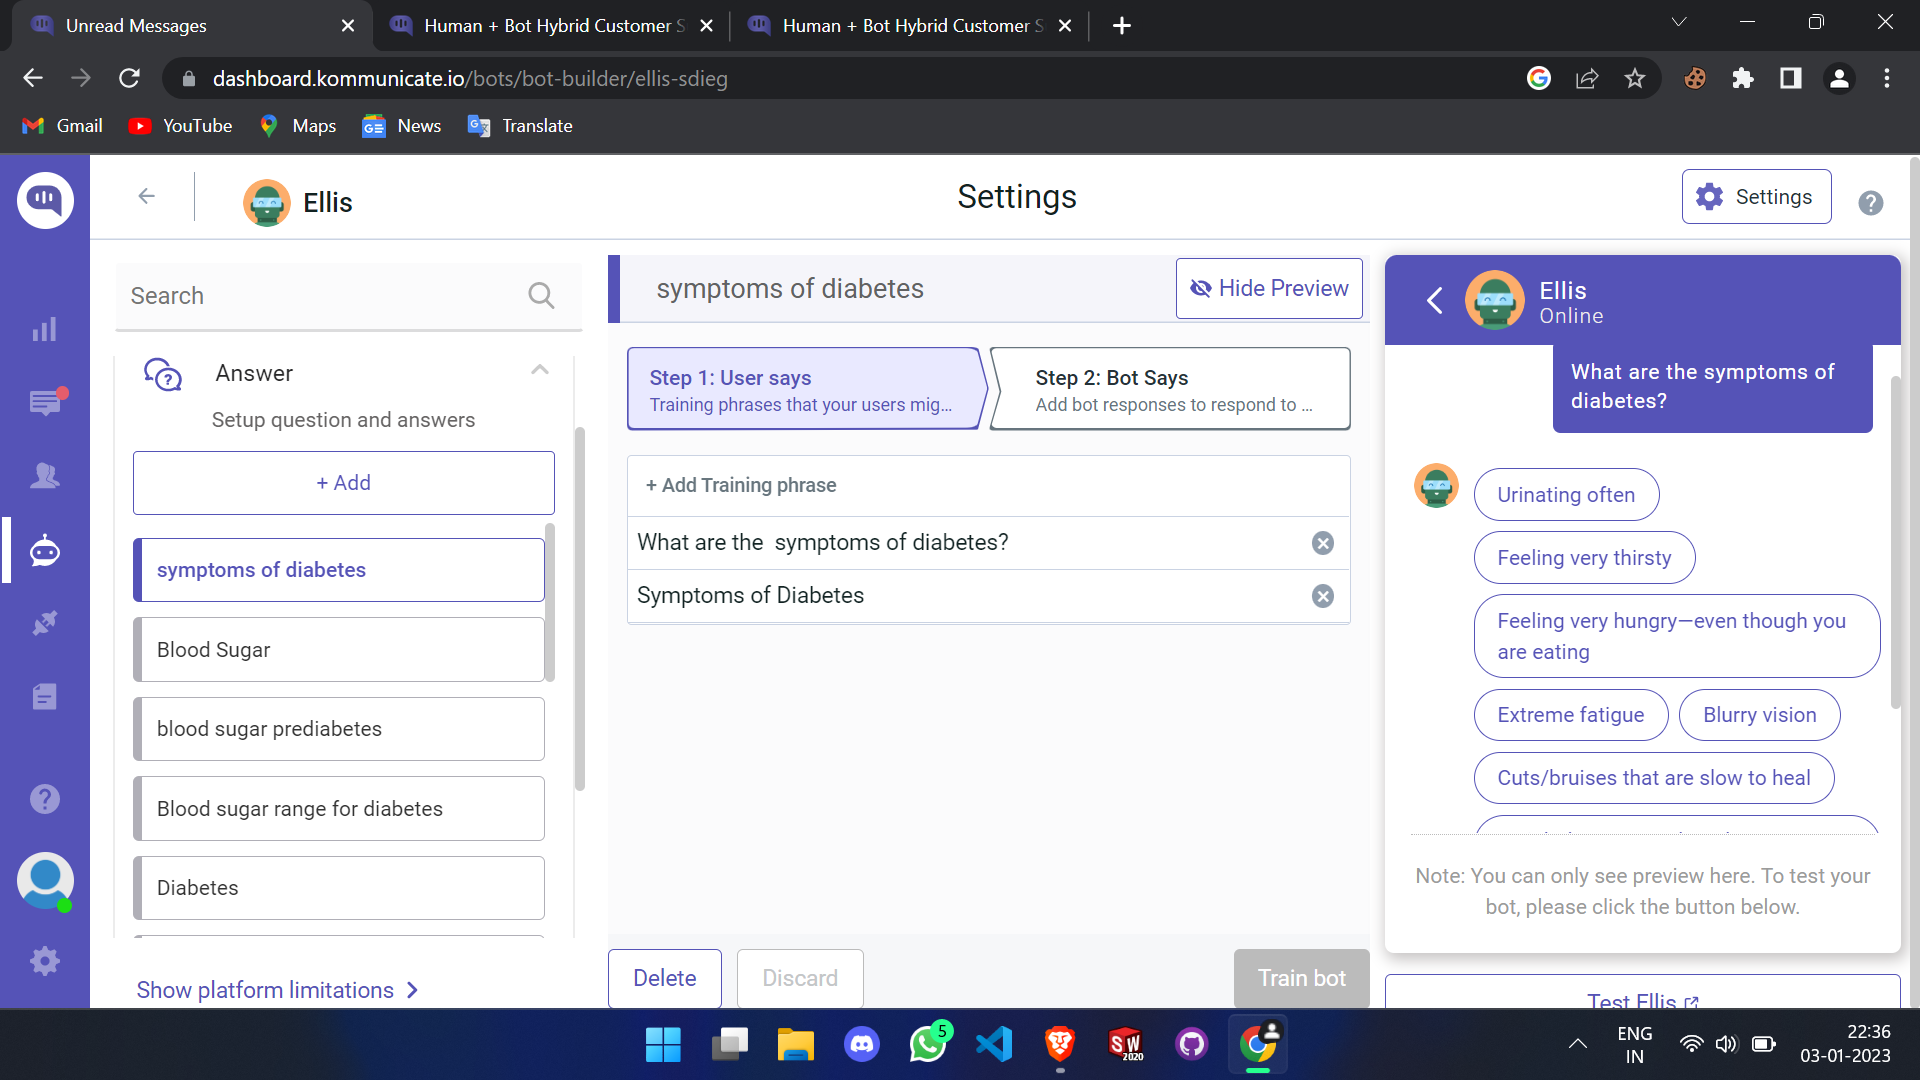 Unread Messages
Human + Bot Hybrid Customer S
Human + Bot Hybrid Customer S
dashboard.kommunicate.io/bots/bot-builder/ellis-sdieg
Gmail
YouTube
Maps
News
Translate
Ellis
Settings
Settings
Search
Answer
Setup question and answers
+ Add
symptoms of diabetes
Blood Sugar
blood sugar prediabetes
Blood sugar range for diabetes
Diabetes
Show platform limitations
symptoms of diabetes
Hide Preview
Step 1: User says
Training phrases that your users mig...
Step 2: Bot Says
Add bot responses to respond to ...
+ Add Training phrase
What are the  symptoms of diabetes?
Symptoms of Diabetes
Delete
Discard
Train bot
Ellis
Online
What are the symptoms of
diabetes?
Urinating often
Feeling very thirsty
Feeling very hungry—even though you
are eating
Extreme fatigue
Blurry vision
Cuts/bruises that are slow to heal
Note: You can only see preview here. To test your
bot, please click the button below.
Test Ellis
5
SW
2020
ENG
IN
22:36
03-01-2023